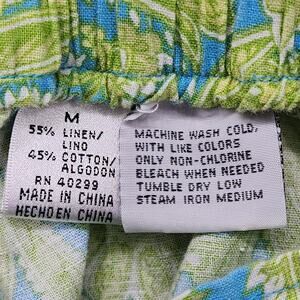 M
55% LINEN/
LINO
45% COTTON/
ALGODON
RN 40299
MADE IN CHINA
HECHO EN CHINA
MACHINE WASH COLD,
WITH LIKE COLORS
ONLY NON-CHLORINE
BLEACH WHEN NEEDED
TUMBLE DRY LOW
STEAM IRON MEDIUM